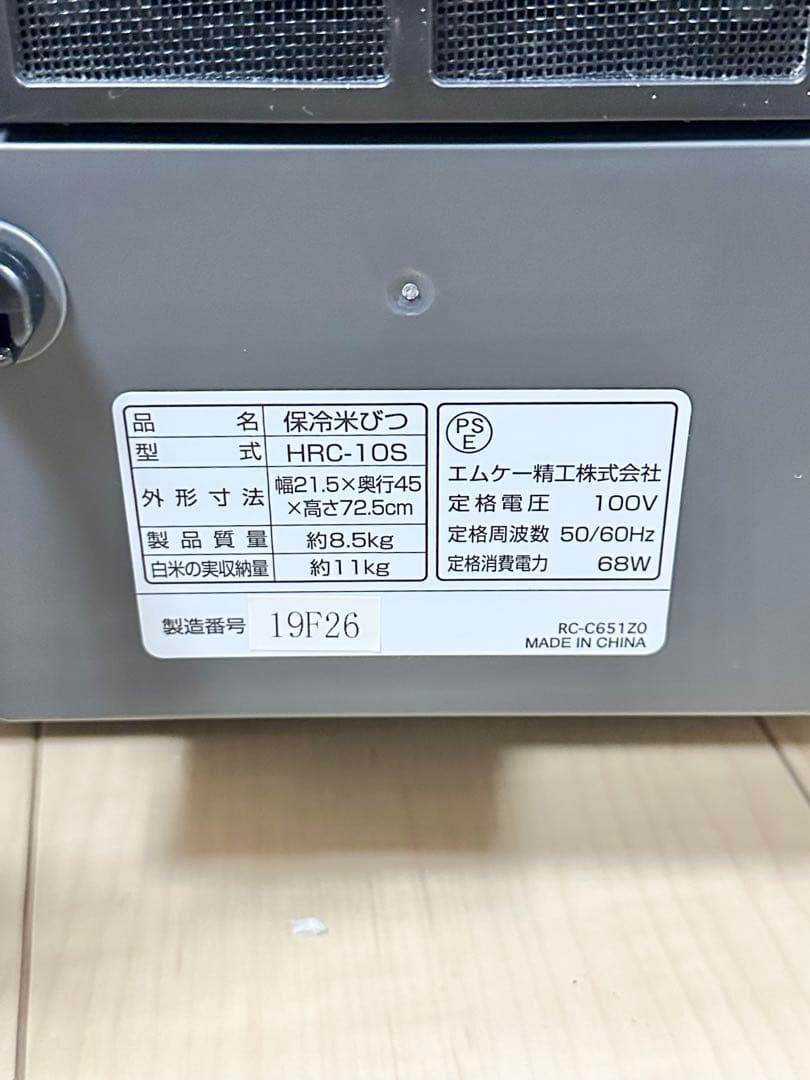 品名 保冷米びつ
型式 HRC-10S
外形寸法 幅21.5×奥行45
×高さ72.5cm
製品質量 約8.5kg
白米の実収納量 約11kg
PS
E
エムケー精工株式会社
定格電圧 100V
定格周波数 50/60Hz
定格消費電力 68W
製造番号 19F26
RC-C651Z0
MADE IN CHINA